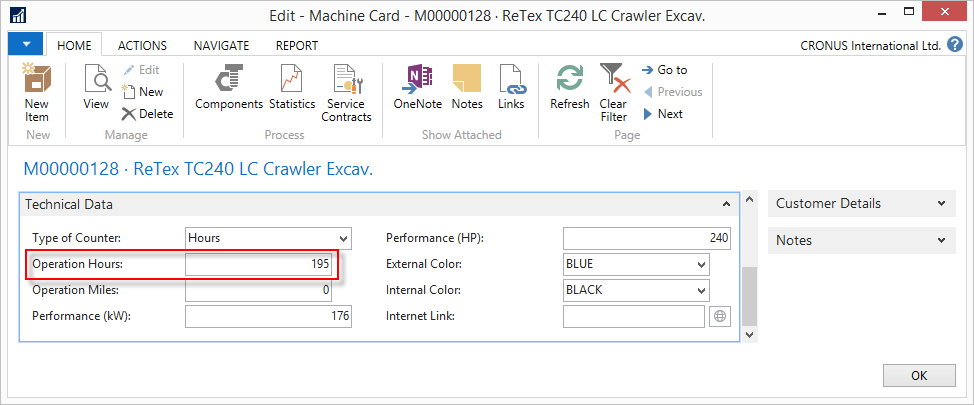 Edit - Machine Card - M00000128 · ReTex TC240 LC Crawler Excav.
HOME ACTIONS NAVIGATE REPORT CRONUS International Ltd. ?
New Item
View
Edit
New
Delete
Components
Statistics
Service Contracts
OneNote
Notes
Links
Refresh
Clear Filter
Go to
Previous
Next
New Manage Process Show Attached Page
M00000128 · ReTex TC240 LC Crawler Excav.
Technical Data
Type of Counter: Hours
Operation Hours: 195
Operation Miles: 0
Performance (kW): 176
Performance (HP): 240
External Color: BLUE
Internal Color: BLACK
Internet Link:
Customer Details
Notes
OK